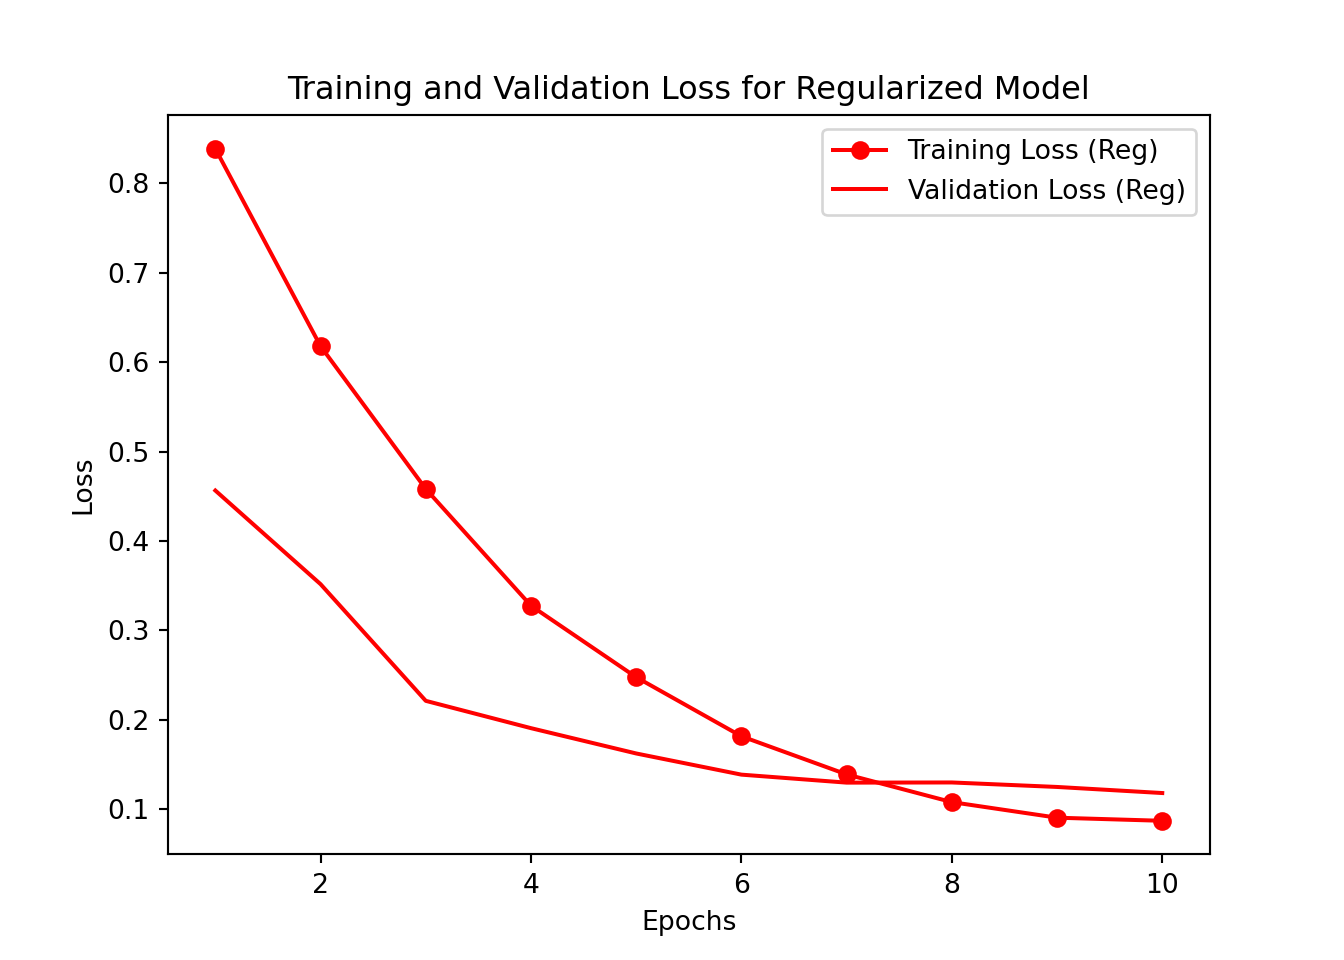 Training and Validation Loss for Regularized Model
Training Loss (Reg)
Validation Loss (Reg)
0.8
0.7
0.6
0.5
0.4
0.3
0.2
0.1
Loss
2 4 6 8 10
Epochs